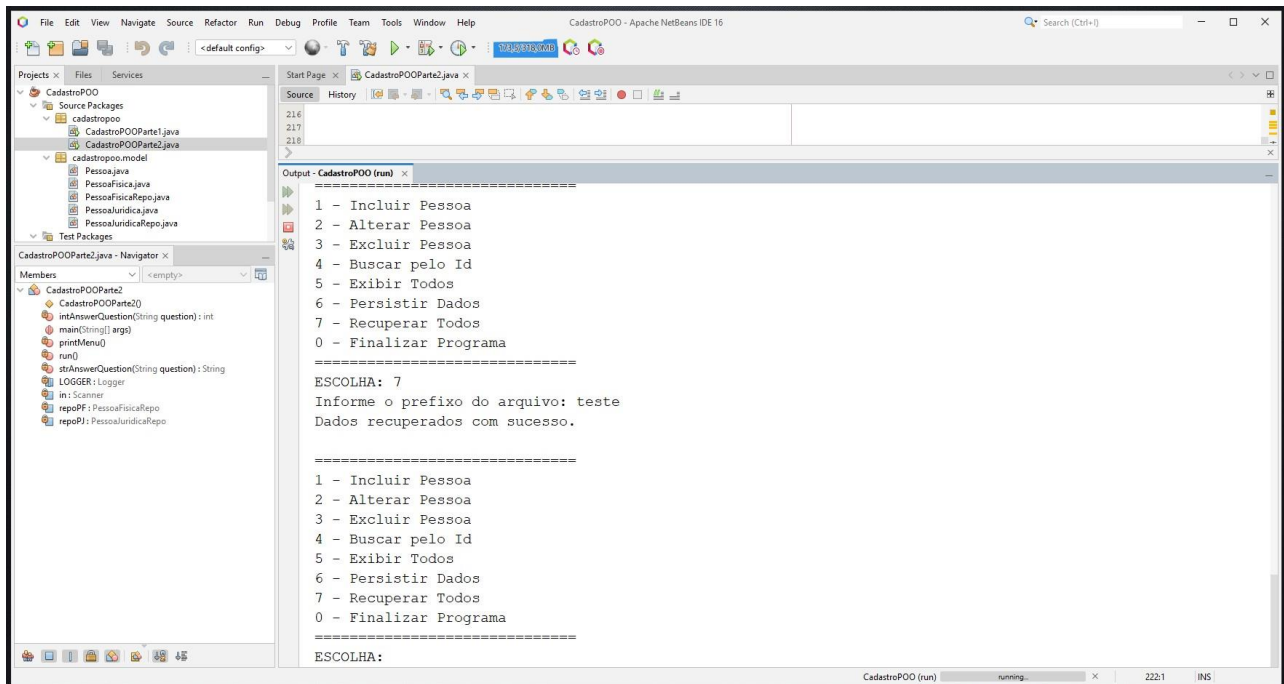 File Edit View Navigate Source Refactor Run Debug Profile Team Tools Window Help
CadastroPOO - Apache NetBeans IDE 16
Search (Ctrl+I)
<default config>
Projects Files Services
CadastroPOO
Source Packages
cadastropoo
CadastroPOOParte1.java
CadastroPOOParte2.java
cadastropoo.model
Pessoa.java
PessoaFisica.java
PessoaFisicaRepo.java
PessoaJuridica.java
PessoaJuridicaRepo.java
Test Packages
CadastroPOOParte2.java - Navigator
Members <empty>
CadastroPOOParte2
CadastroPOOParte2()
intAnswerQuestion(String question) : int
main(String[] args)
printMenu()
run()
strAnswerQuestion(String question) : String
LOGGER : Logger
in : Scanner
repoPF : PessoaFisicaRepo
repoPJ : PessoaJuridicaRepo
Start Page CadastroPOOParte2.java
Source History
216
217
218
Output - CadastroPOO (run)
==============================
1 - Incluir Pessoa
2 - Alterar Pessoa
3 - Excluir Pessoa
4 - Buscar pelo Id
5 - Exibir Todos
6 - Persistir Dados
7 - Recuperar Todos
0 - Finalizar Programa
==============================
ESCOLHA: 7
Informe o prefixo do arquivo: teste
Dados recuperados com sucesso.
==============================
1 - Incluir Pessoa
2 - Alterar Pessoa
3 - Excluir Pessoa
4 - Buscar pelo Id
5 - Exibir Todos
6 - Persistir Dados
7 - Recuperar Todos
0 - Finalizar Programa
==============================
ESCOLHA:
CadastroPOO (run) running... 222:1 INS